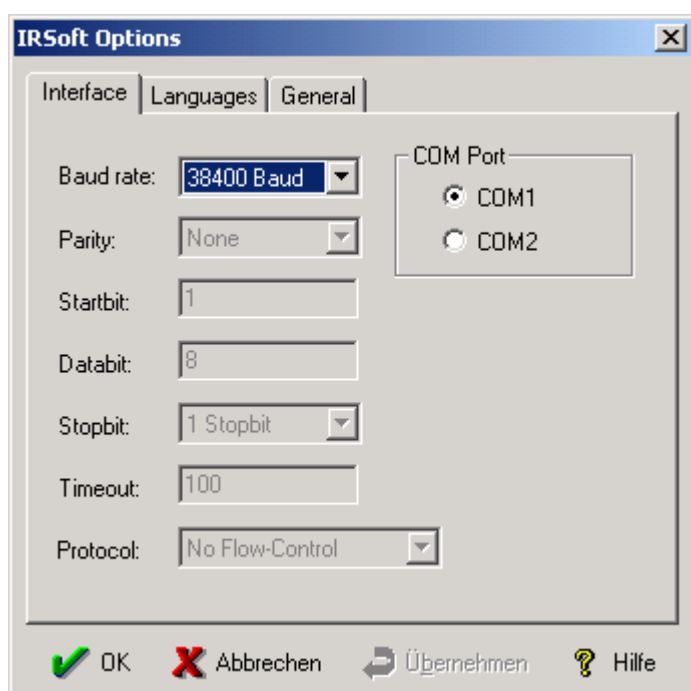 IRSoft Options
Interface Languages General
Baud rate: 38400 Baud
COM Port
COM1
Parity: None
COM2
Startbit: 1
Databit: 8
Stopbit: 1 Stopbit
Timeout: 100
Protocol: No Flow-Control
OK Abbrechen Übernehmen Hilfe